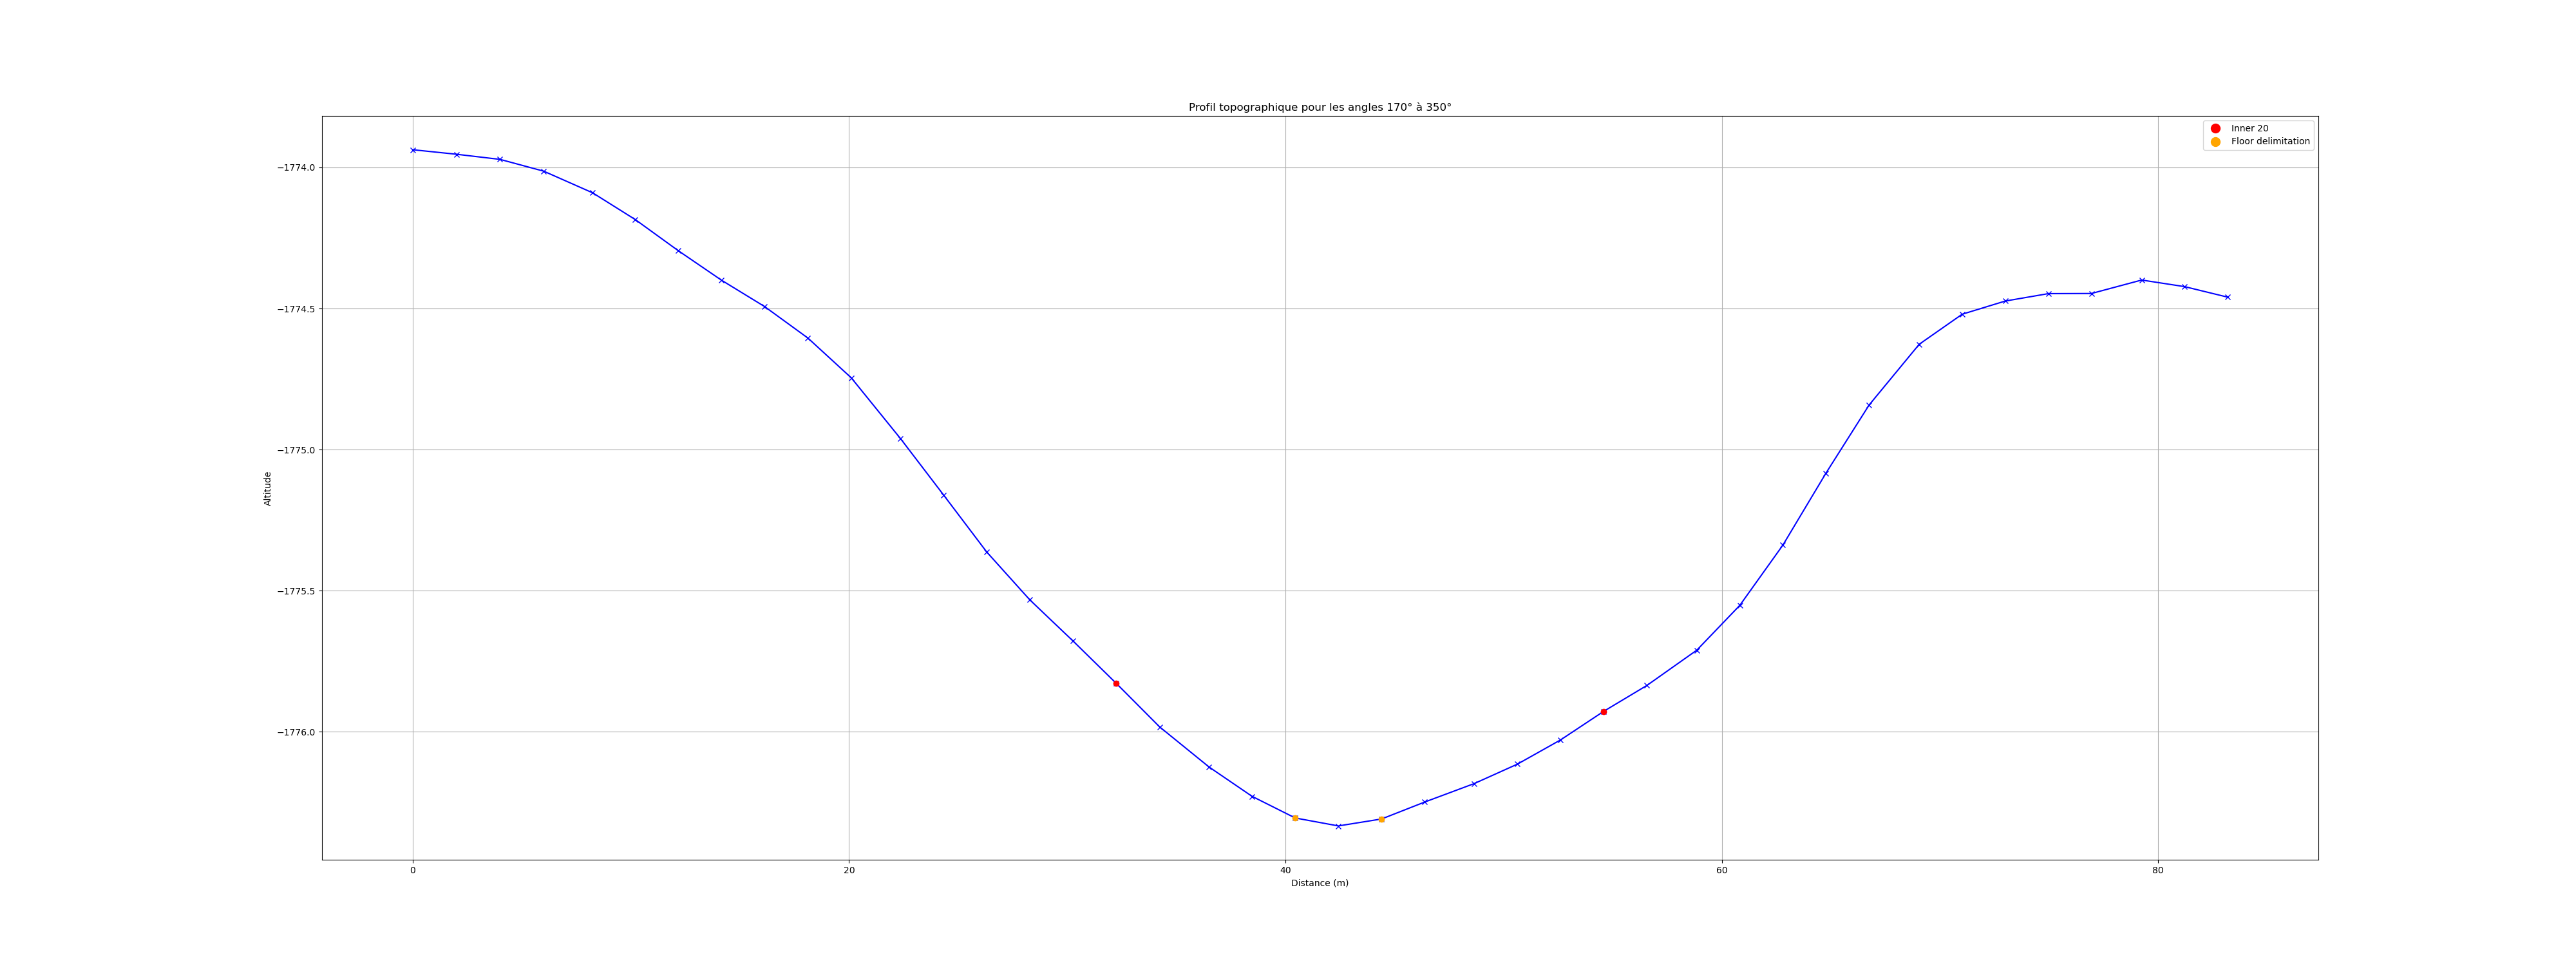 Profil topographique pour les angles 170° à 350°
Inner 20
Floor delimitation
−1774.0
−1774.5
−1775.0
−1775.5
−1776.0
Altitude
0 20 40 60 80
Distance (m)